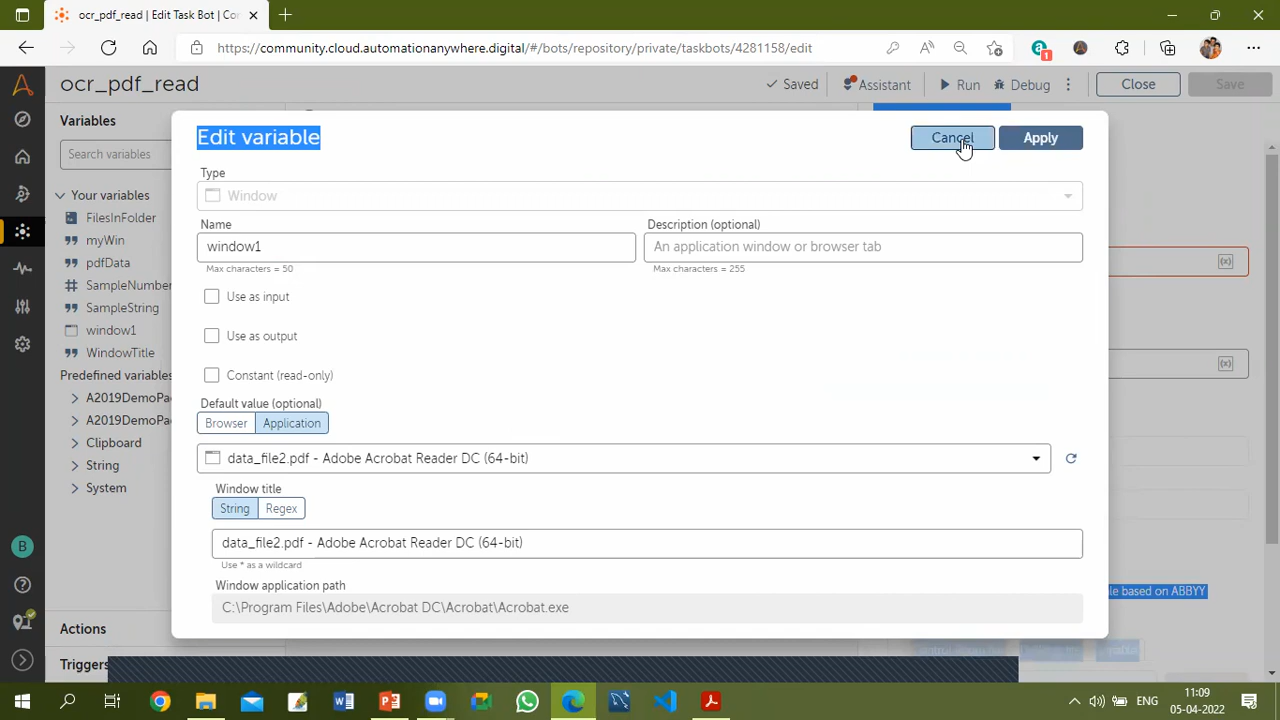 ocr_pdf_read | Edit Task Bot | Co
https://community.cloud.automationanywhere.digital/#/bots/repository/private/taskbots/4281158/edit
1
ocr_pdf_read
Saved
Assistant
Run
Debug
Close
Save
Variables
Search variables
Your variables
FilesInFolder
myWin
pdfData
SampleNumber
SampleString
window1
WindowTitle
Predefined variables
A2019DemoPa
A2019DemoPa
Clipboard
String
System
Actions
Triggers
Edit variable
Cancel
Apply
Type
Window
Name
Description (optional)
window1
An application window or browser tab
Max characters = 50
Max characters = 255
Use as input
Use as output
Constant (read-only)
Default value (optional)
Browser
Application
data_file2.pdf - Adobe Acrobat Reader DC (64-bit)
Window title
String
Regex
data_file2.pdf - Adobe Acrobat Reader DC (64-bit)
Use * as a wildcard
Window application path
C:\Program Files\Adobe\Acrobat DC\Acrobat\Acrobat.exe
(x)
(x)
le based on ABBYY
B
ENG
11:09
05-04-2022